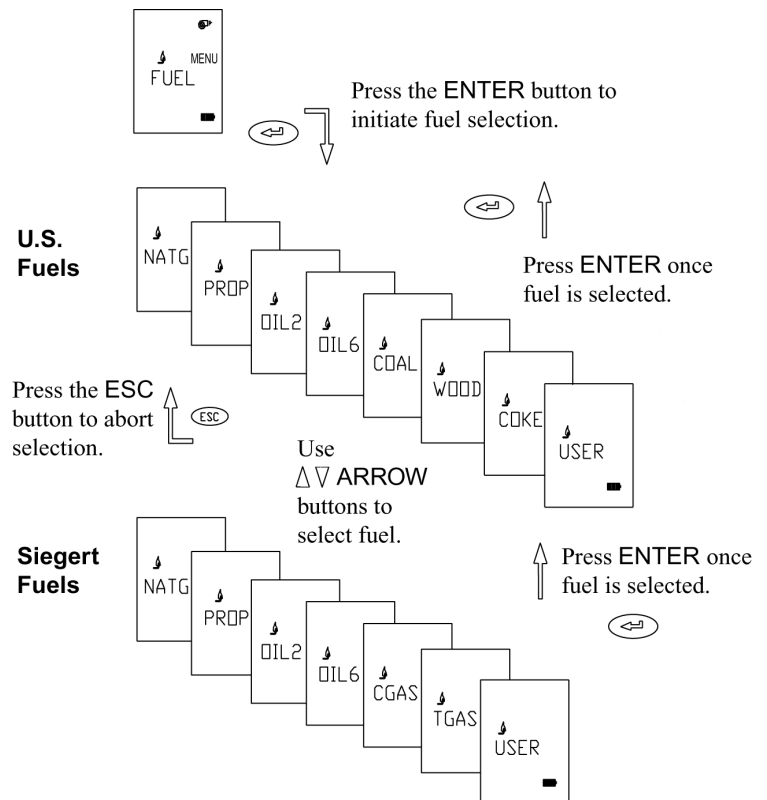 MENU
FUEL
Press the ENTER button to
initiate fuel selection.
U.S.
Fuels
NATG
PROP
OIL2
OIL6
COAL
WOOD
COKE
USER
Press ENTER once
fuel is selected.
Press the ESC
button to abort
selection.
ESC
Use
△▽ ARROW
buttons to
select fuel.
Siegert
Fuels
NATG
PROP
OIL2
OIL6
CGAS
TGAS
USER
Press ENTER once
fuel is selected.